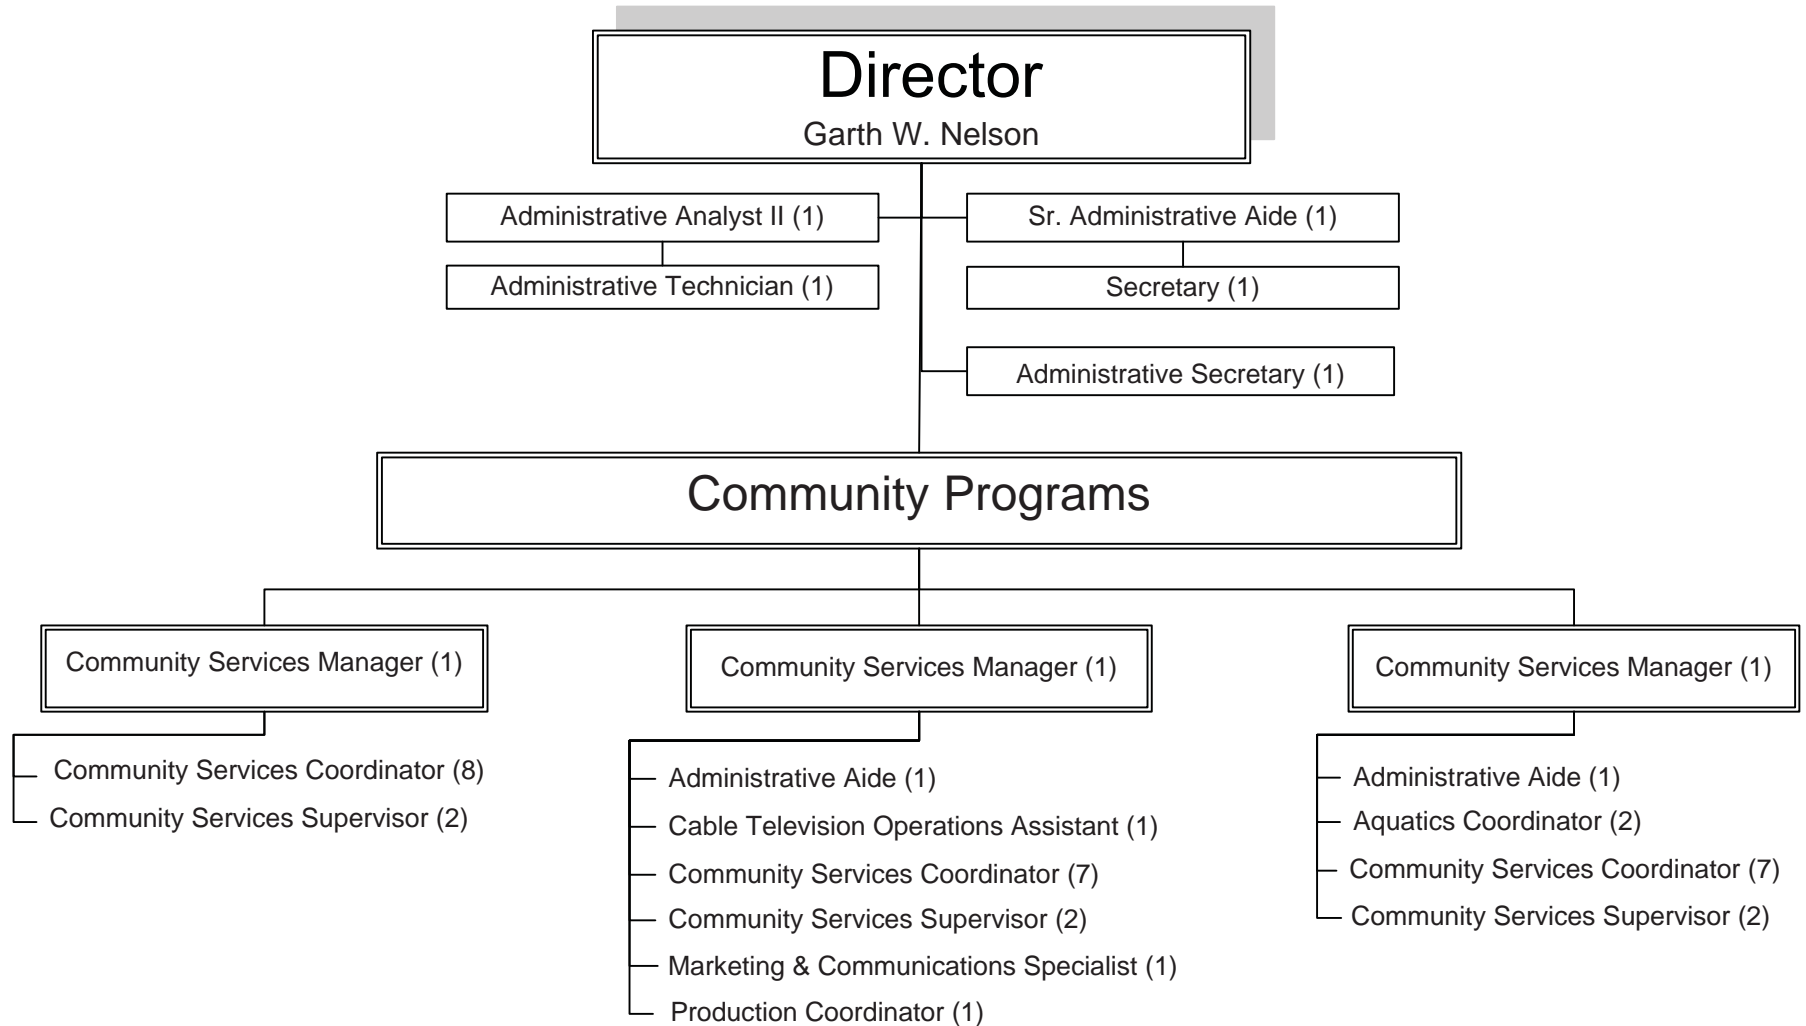 Director
Garth W. Nelson
Administrative Analyst II (1)
Sr. Administrative Aide (1)
Administrative Technician (1)
Secretary (1)
Administrative Secretary (1)
Community Programs
Community Services Manager (1)
Community Services Coordinator (8)
Community Services Supervisor (2)
Community Services Manager (1)
Administrative Aide (1)
Cable Television Operations Assistant (1)
Community Services Coordinator (7)
Community Services Supervisor (2)
Marketing & Communications Specialist (1)
Production Coordinator (1)
Community Services Manager (1)
Administrative Aide (1)
Aquatics Coordinator (2)
Community Services Coordinator (7)
Community Services Supervisor (2)